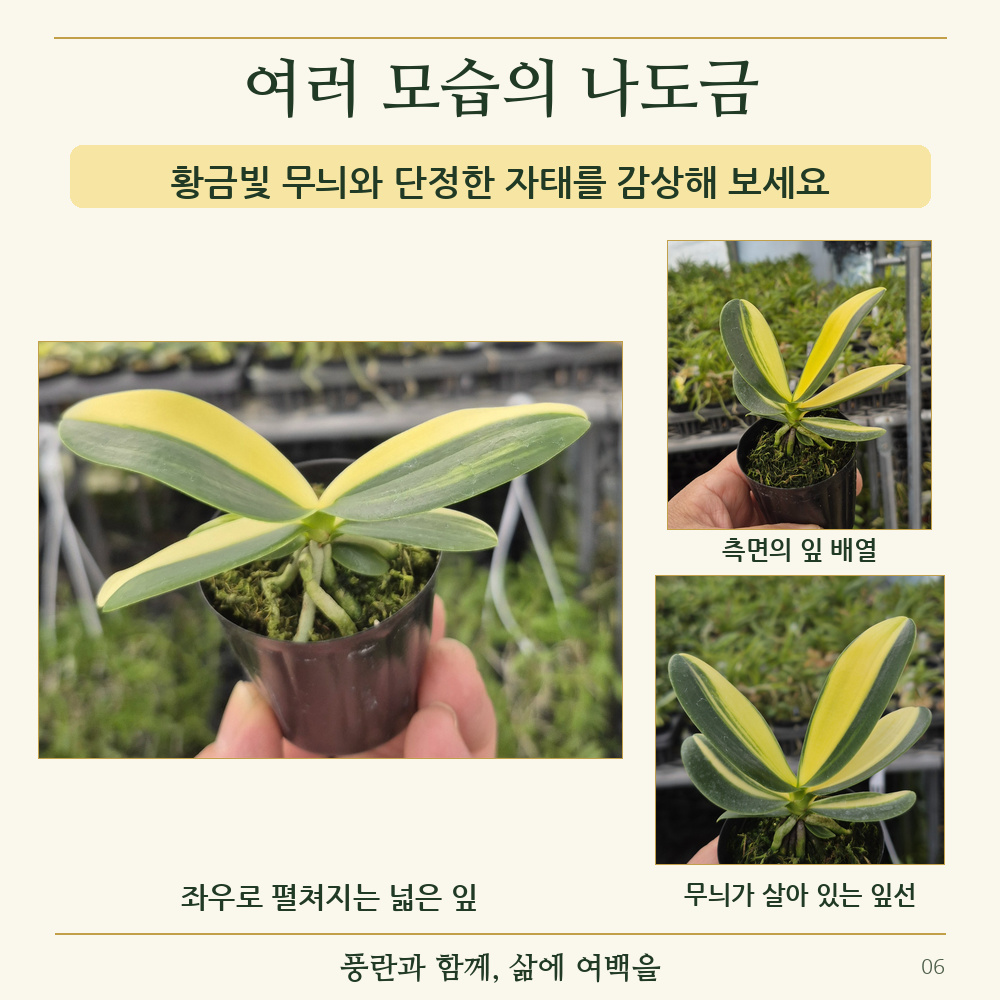 여러 모습의 나도금
황금빛 무늬와 단정한 자태를 감상해 보세요
측면의 잎 배열
좌우로 펼쳐지는 넓은 잎
무늬가 살아 있는 잎선
풍란과 함께, 삶에 여백을
06